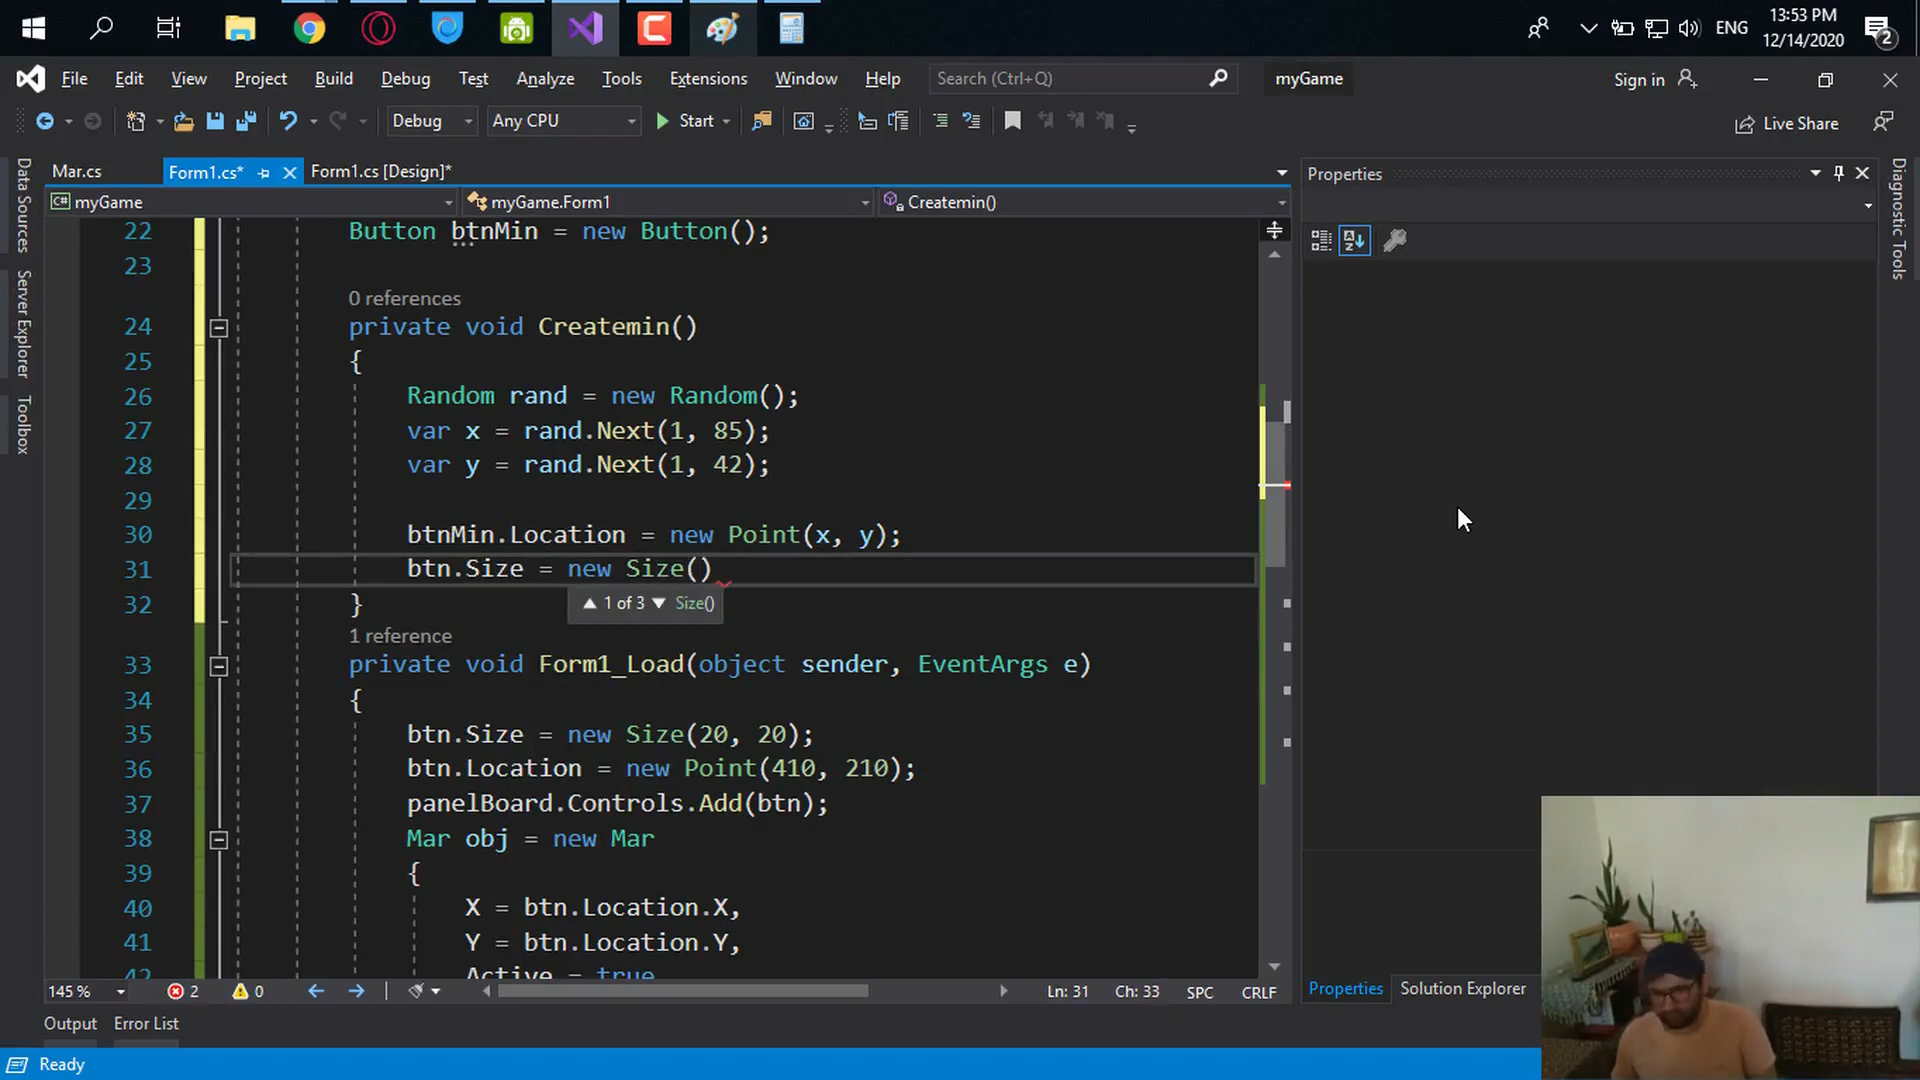 ENG
13:53 PM
12/14/2020
2
File Edit View Project Build Debug Test Analyze Tools Extensions Window Help
Search (Ctrl+Q)
myGame
Sign in
Debug
Any CPU
Start
Live Share
Data Sources
Server Explorer
Toolbox
Mar.cs
Form1.cs*
Form1.cs [Design]*
C# myGame
myGame.Form1
Createmin()
22 Button btnMin = new Button();
23
0 references
24 private void Createmin()
25 {
26 Random rand = new Random();
27 var x = rand.Next(1, 85);
28 var y = rand.Next(1, 42);
29
30 btnMin.Location = new Point(x, y);
31 btn.Size = new Size()
▲ 1 of 3 ▼ Size()
32 }
1 reference
33 private void Form1_Load(object sender, EventArgs e)
34 {
35 btn.Size = new Size(20, 20);
36 btn.Location = new Point(410, 210);
37 panelBoard.Controls.Add(btn);
38 Mar obj = new Mar
39 {
40 X = btn.Location.X,
41 Y = btn.Location.Y,
42 Active = true
145 %
2
0
Ln: 31
Ch: 33
SPC
CRLF
Output
Error List
Ready
Properties
A Z
Properties
Solution Explorer
Diagnostic Tools